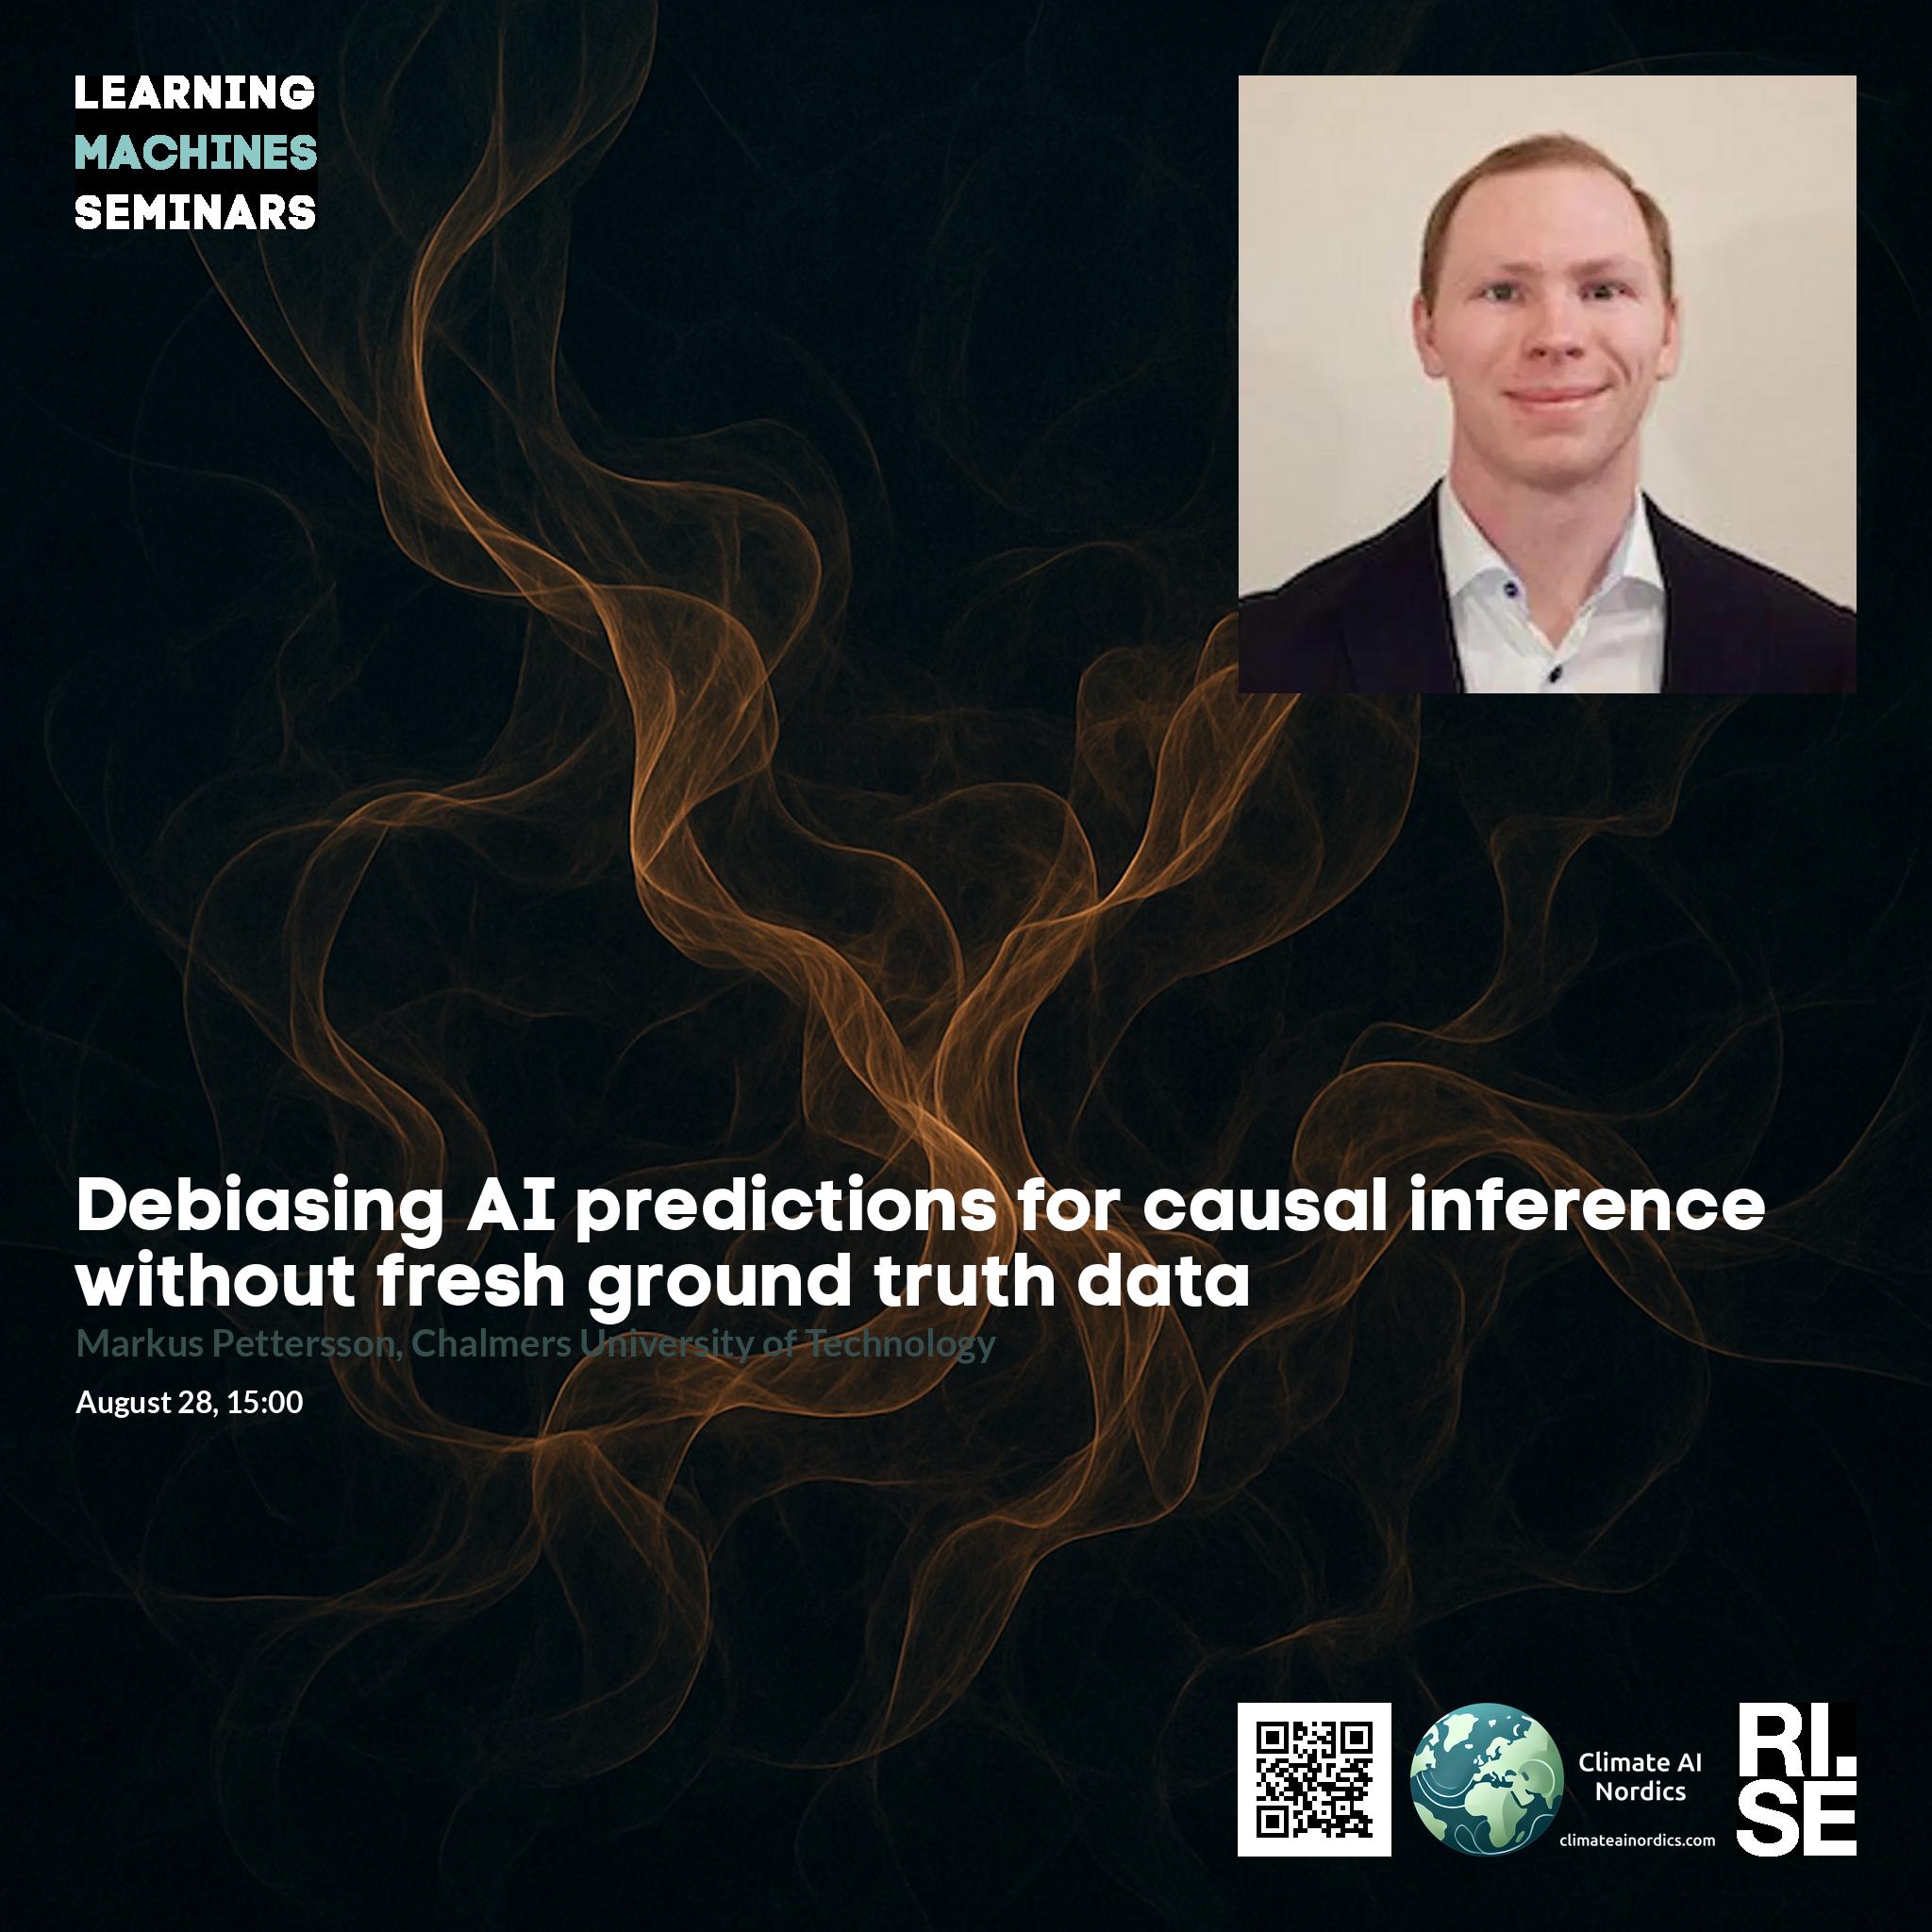 LEARNING
MACHINES
SEMINARS
Debiasing AI predictions for causal inference
without fresh ground truth data
Markus Pettersson, Chalmers University of Technology
August 28, 15:00
Climate AI
Nordics
climateainordics.com
RI.
SE